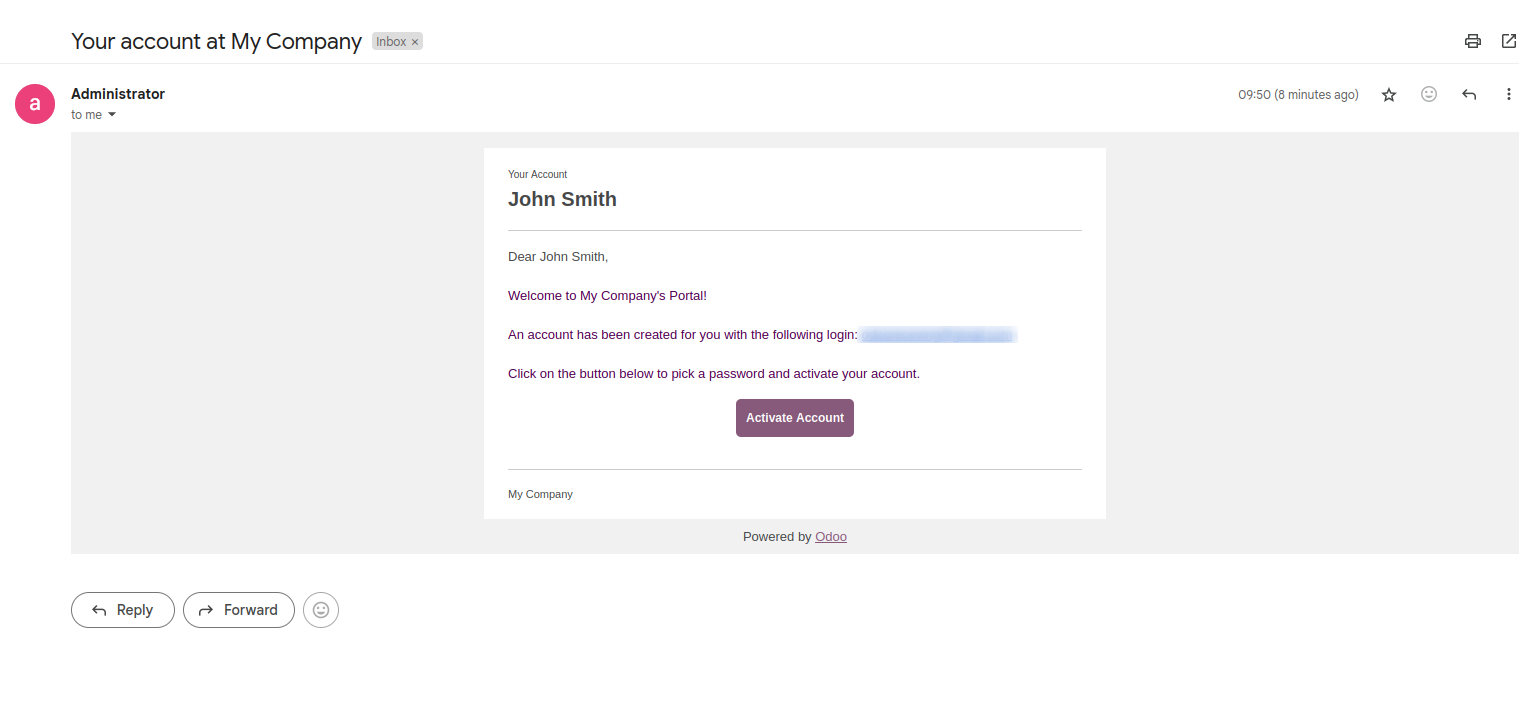 Your account at My Company Inbox ×
a
Administrator
09:50 (8 minutes ago)
to me
Your Account
John Smith
Dear John Smith,
Welcome to My Company's Portal!
An account has been created for you with the following login:
Click on the button below to pick a password and activate your account.
Activate Account
My Company
Powered by Odoo
Reply
Forward